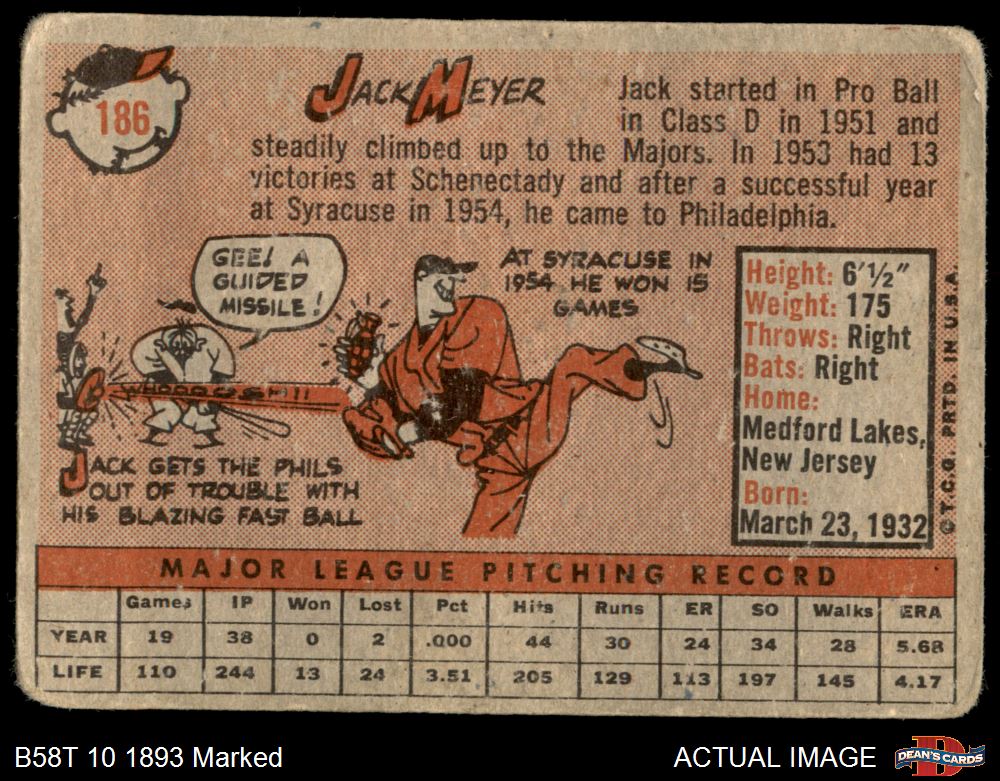 186
JACK MEYER
Jack started in Pro Ball
in Class D in 1951 and
steadily climbed up to the Majors. In 1953 had 13
victories at Schenectady and after a successful year
at Syracuse in 1954, he came to Philadelphia.
GEE! A
GUIDED
MISSILE!
AT SYRACUSE IN
1954 HE WON 15
GAMES
WHOOOOSH!!
JACK GETS THE PHILS
OUT OF TROUBLE WITH
HIS BLAZING FAST BALL
Height: 6'½"
Weight: 175
Throws: Right
Bats: Right
Home:
Medford Lakes,
New Jersey
Born:
March 23, 1932
© T.C.G. PRTD. IN U.S.A.
MAJOR LEAGUE PITCHING RECORD
Games IP Won Lost Pct Hits Runs ER SO Walks ERA
YEAR 19 38 0 2 .000 44 30 24 34 28 5.68
LIFE 110 244 13 24 3.51 205 129 113 197 145 4.17
B58T 10 1893 Marked
ACTUAL IMAGE
D
DEAN'S CARDS